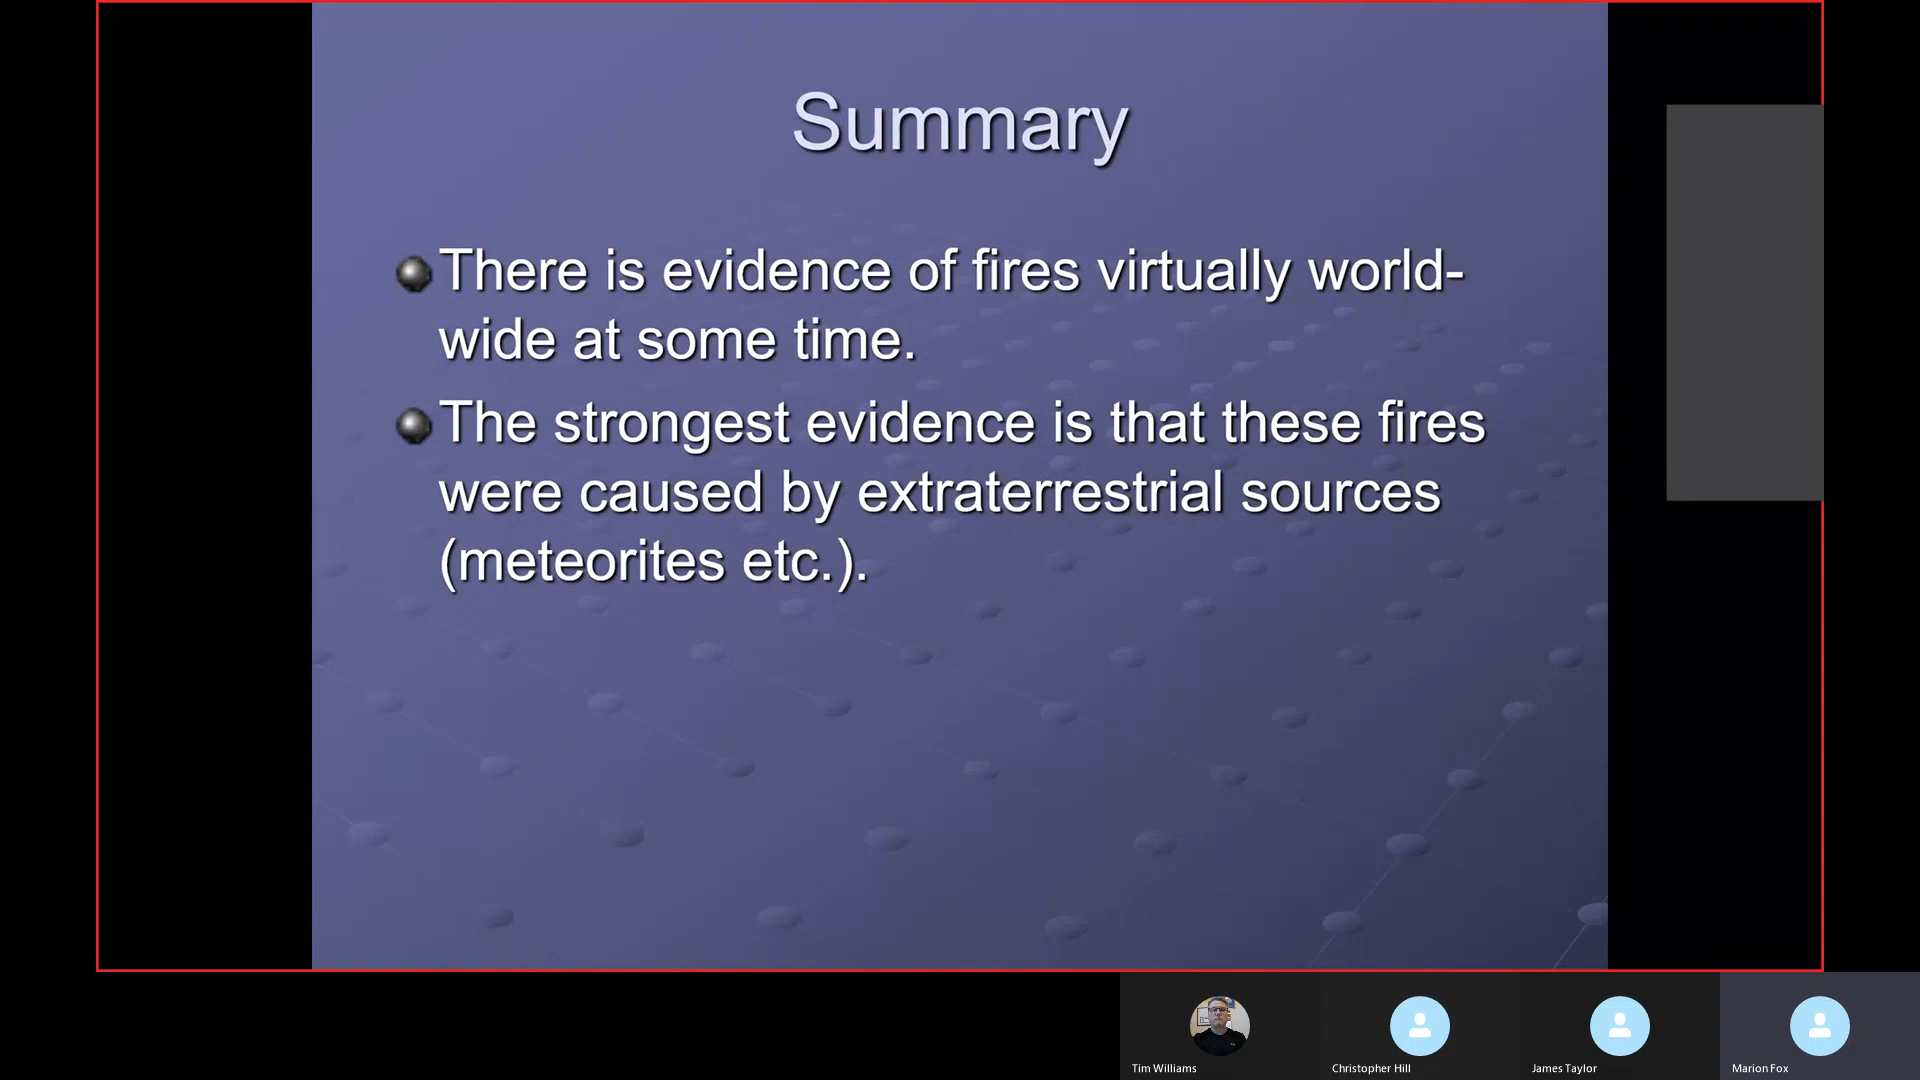 Summary
There is evidence of fires virtually world-
wide at some time.
The strongest evidence is that these fires
were caused by extraterrestrial sources
(meteorites etc.).
Tim Williams
Christopher Hill
James Taylor
Marion Fox